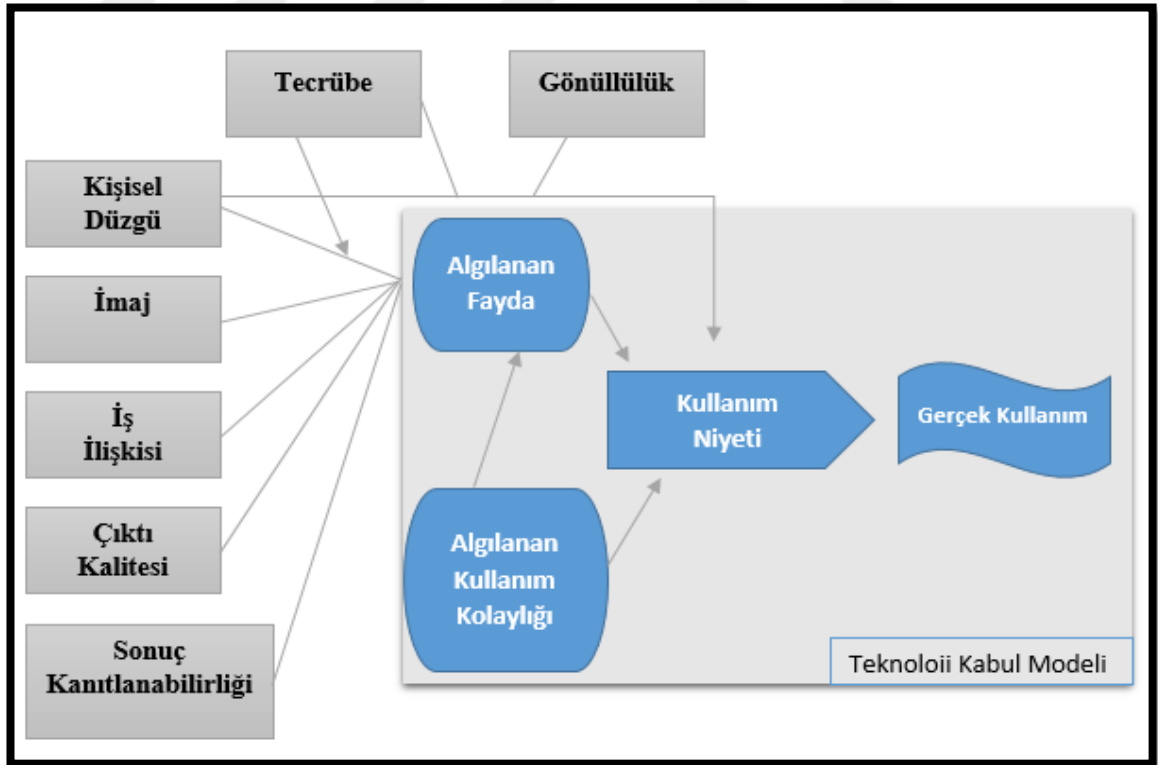 Tecrübe
Gönüllülük
Kişisel
Düzgü
İmaj
İş
İlişkisi
Çıktı
Kalitesi
Sonuç
Kanıtlanabilirliği
Algılanan
Fayda
Kullanım
Niyeti
Gerçek Kullanım
Algılanan
Kullanım
Kolaylığı
Teknoloii Kabul Modeli